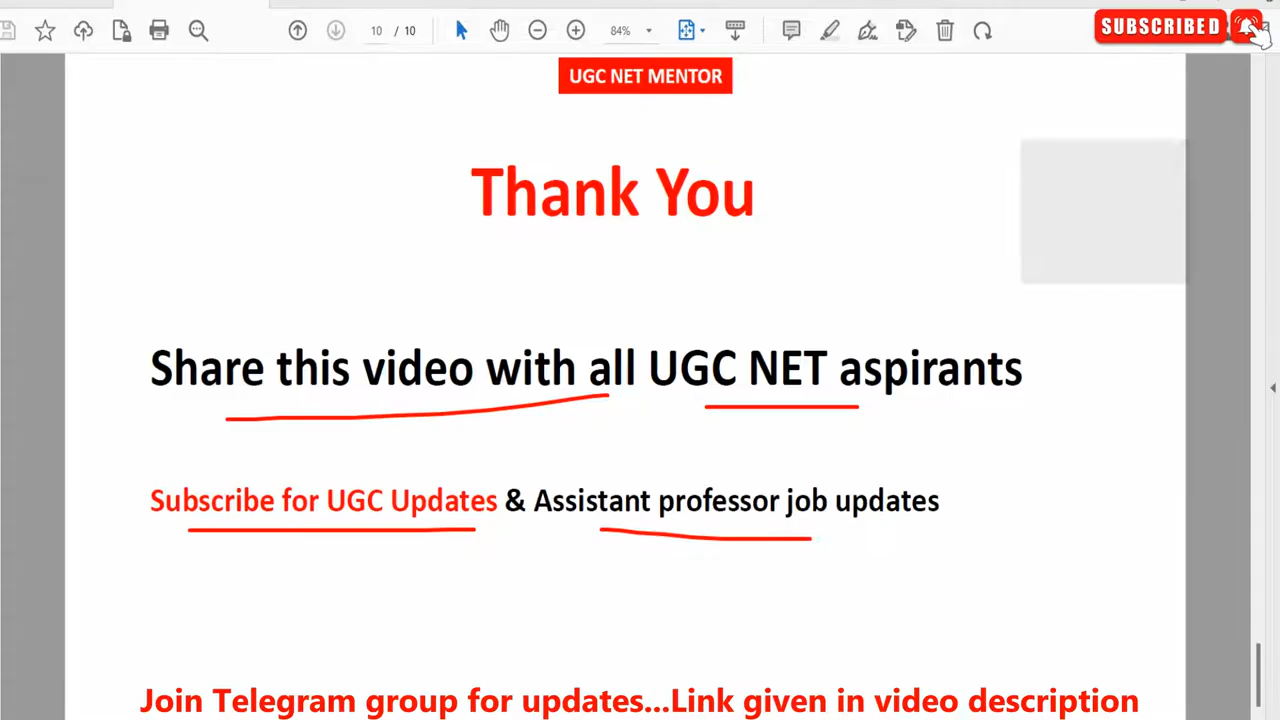 10 / 10
84%
SUBSCRIBED
UGC NET MENTOR
Thank You
Share this video with all UGC NET aspirants
Subscribe for UGC Updates & Assistant professor job updates
Join Telegram group for updates...Link given in video description